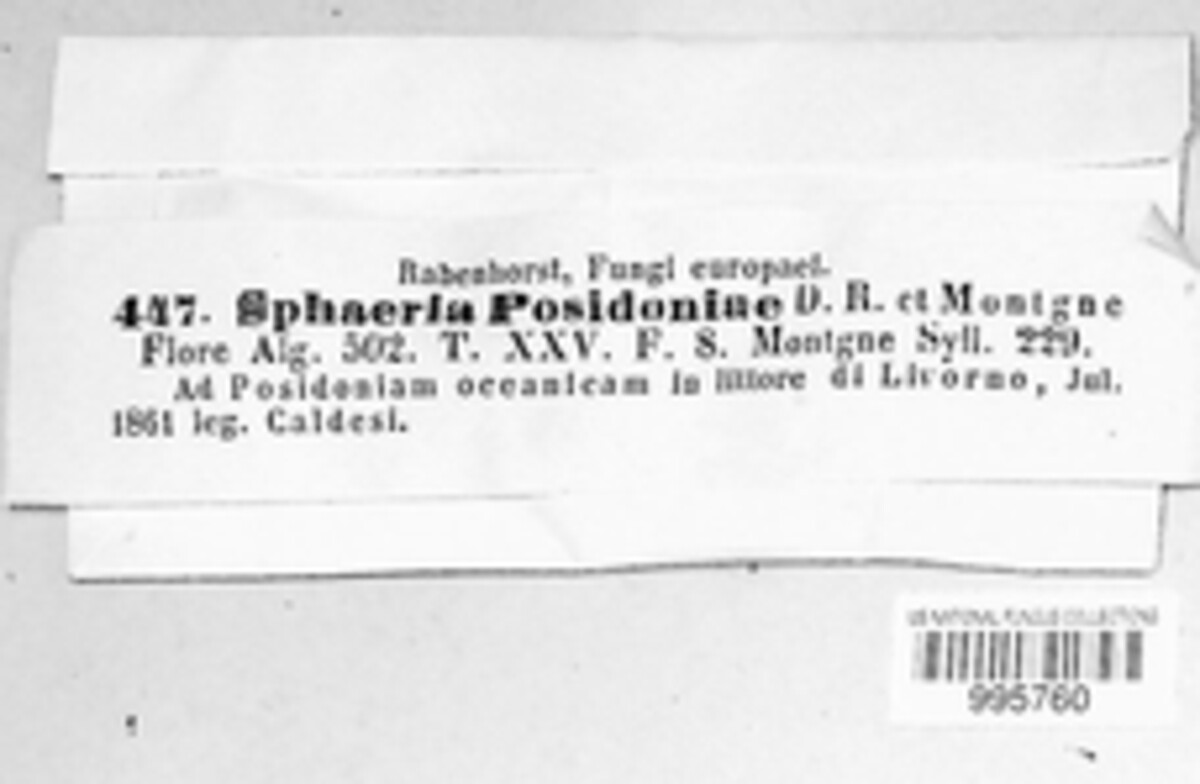 Rabenhorst, Fungi europaei.
447. Sphaeria Posidoniae D. R. et Montgne
Flore Alg. 502. T. XXV. F. 8. Montgne Syll. 229.
Ad Posidoniam oceanicam in littore di Livorno, Jul.
1861 leg. Caldesi.
US NATIONAL FUNGUS COLLECTIONS
995760